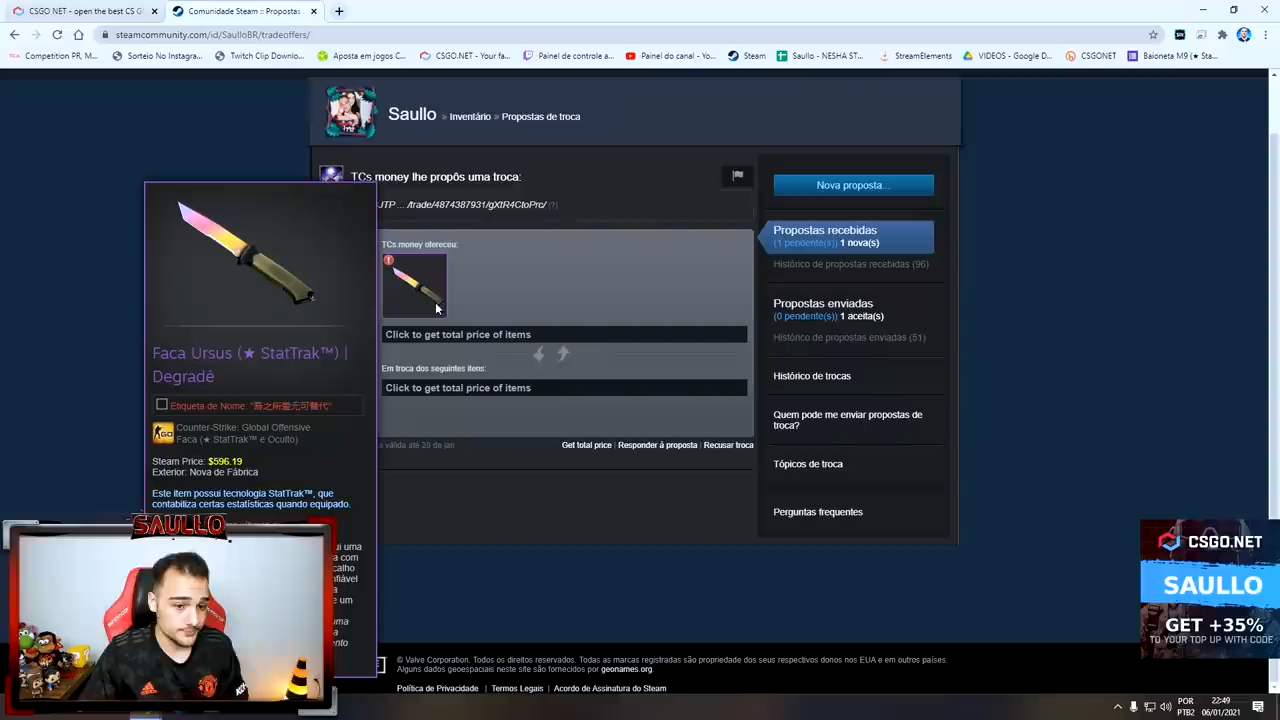 CSGO.NET - Open the best CS G
Comunidade Steam :: Propostas
steamcommunity.com/id/SaulloBR/tradeoffers/
Competition PR, M...
Sorteio No Instagra...
Twitch Clip Downlo...
Aposta em jogos C...
CSGO.NET - Your fa...
Painel de controle a...
Painel do canal - Yo...
Steam
Saullo - NESHA ST...
StreamElements
VIDEOS - Google D...
CSGONET
Baioneta M9 (★ Sta...
Saullo » Inventário » Propostas de troca
TCs.money lhe propôs uma troca:
JTP ... /trade/4874387931/gXtR4CtoPrc/ (?)
TCs.money ofereceu:
Click to get total price of items
Em troca dos seguintes itens:
Click to get total price of items
a válida até 20 de jan
Get total price | Responder à proposta | Recusar troca
Nova proposta...
Propostas recebidas
(1 pendente(s)) 1 nova(s)
Histórico de propostas recebidas (96)
Propostas enviadas
(0 pendente(s)) 1 aceita(s)
Histórico de propostas enviadas (51)
Histórico de trocas
Quem pode me enviar propostas de
troca?
Tópicos de troca
Perguntas frequentes
Faca Ursus (★ StatTrak™) |
Degradê
Etiqueta de Nome: "吾之所爱无可替代"
Counter-Strike: Global Offensive
Faca (★ StatTrak™ e Oculto)
Steam Price: $596.19
Exterior: Nova de Fábrica
Este item possui tecnologia StatTrak™, que
contabiliza certas estatísticas quando equipado.
SAULLO
CSGO.NET
SAULLO
GET +35%
TO YOUR TOP UP WITH CODE
© Valve Corporation. Todos os direitos reservados. Todas as marcas registradas são propriedade dos seus respectivos donos nos EUA e em outros países.
Alguns dados geoespaciais neste site são fornecidos por geonames.org.
Política de Privacidade | Termos Legais | Acordo de Assinatura do Steam
POR
PTB2
22:49
06/01/2021